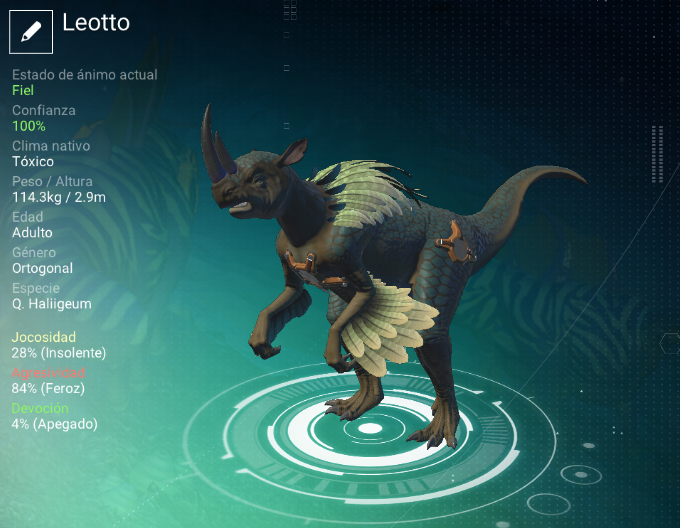 Leotto
Estado de ánimo actual
Fiel
Confianza
100%
Clima nativo
Tóxico
Peso / Altura
114.3kg / 2.9m
Edad
Adulto
Género
Ortogonal
Especie
Q. Haliigeum
Jocosidad
28% (Insolente)
Agresividad
84% (Feroz)
Devoción
4% (Apegado)